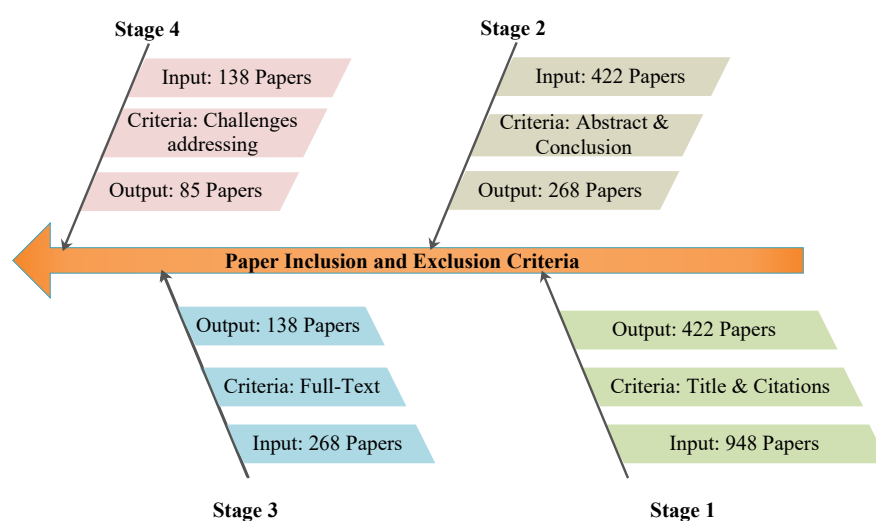 Stage 4
Input: 138 Papers
Criteria: Challenges
addressing
Output: 85 Papers
Stage 2
Input: 422 Papers
Criteria: Abstract &
Conclusion
Output: 268 Papers
Paper Inclusion and Exclusion Criteria
Output: 138 Papers
Criteria: Full-Text
Input: 268 Papers
Stage 3
Output: 422 Papers
Criteria: Title & Citations
Input: 948 Papers
Stage 1